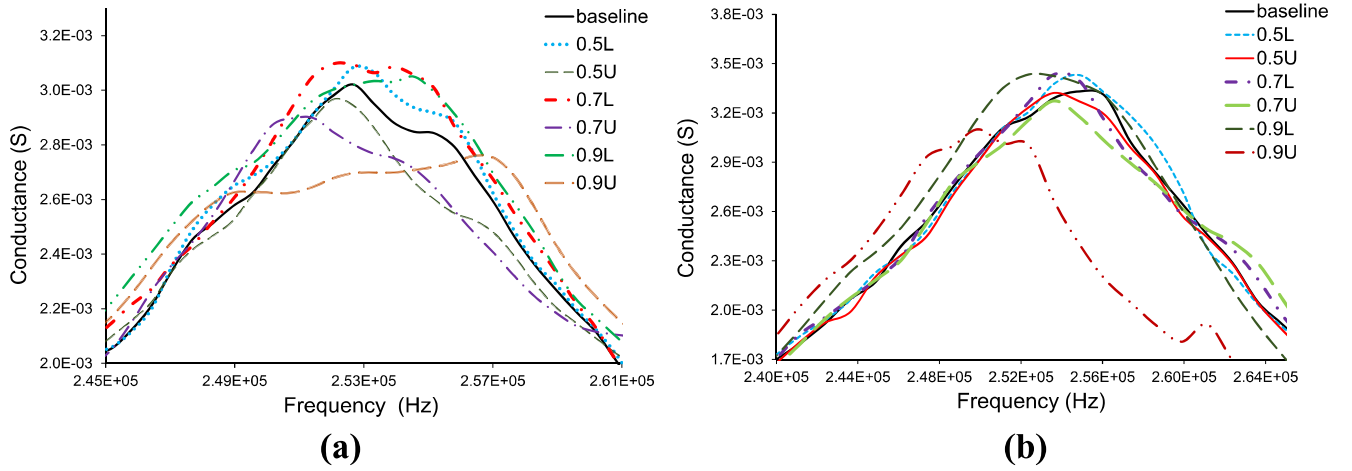 3.2E-03
3.0E-03
2.8E-03
2.6E-03
2.4E-03
2.2E-03
2.0E-03
Conductance (S)
2.45E+05 2.49E+05 2.53E+05 2.57E+05 2.61E+05
Frequency (Hz)
baseline
0.5L
0.5U
0.7L
0.7U
0.9L
0.9U
(a)
3.8E-03
3.5E-03
3.2E-03
2.9E-03
2.6E-03
2.3E-03
2.0E-03
1.7E-03
Conductance (S)
2.40E+05 2.44E+05 2.48E+05 2.52E+05 2.56E+05 2.60E+05 2.64E+05
Frequency (Hz)
baseline
0.5L
0.5U
0.7L
0.7U
0.9L
0.9U
(b)